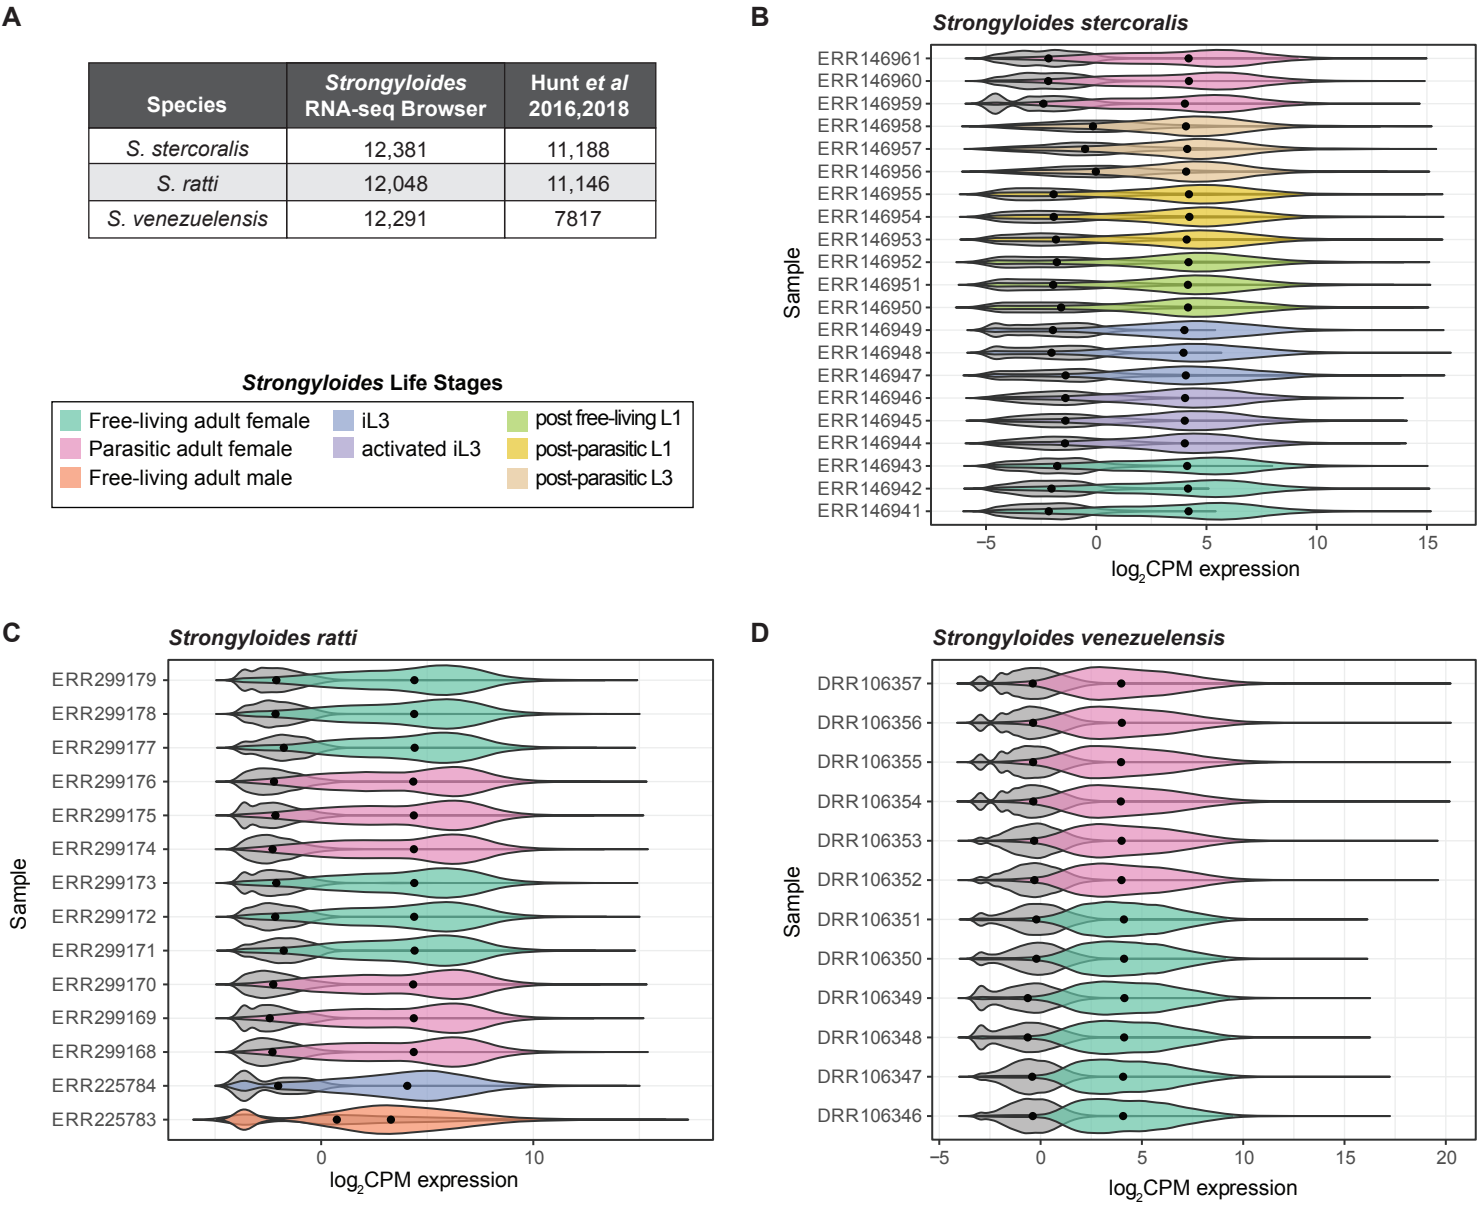 A
Species
Strongyloides
RNA-seq Browser
Hunt et al
2016,2018
S. stercoralis 12,381 11,188
S. ratti 12,048 11,146
S. venezuelensis 12,291 7817
Strongyloides Life Stages
Free-living adult female
Parasitic adult female
Free-living adult male
iL3
activated iL3
post free-living L1
post-parasitic L1
post-parasitic L3
B
Strongyloides stercoralis
Sample
ERR146961
ERR146960
ERR146959
ERR146958
ERR146957
ERR146956
ERR146955
ERR146954
ERR146953
ERR146952
ERR146951
ERR146950
ERR146949
ERR146948
ERR146947
ERR146946
ERR146945
ERR146944
ERR146943
ERR146942
ERR146941
−5 0 5 10 15
log2CPM expression
C
Strongyloides ratti
Sample
ERR299179
ERR299178
ERR299177
ERR299176
ERR299175
ERR299174
ERR299173
ERR299172
ERR299171
ERR299170
ERR299169
ERR299168
ERR225784
ERR225783
0 10
log2CPM expression
D
Strongyloides venezuelensis
Sample
DRR106357
DRR106356
DRR106355
DRR106354
DRR106353
DRR106352
DRR106351
DRR106350
DRR106349
DRR106348
DRR106347
DRR106346
−5 0 5 10 15 20
log2CPM expression